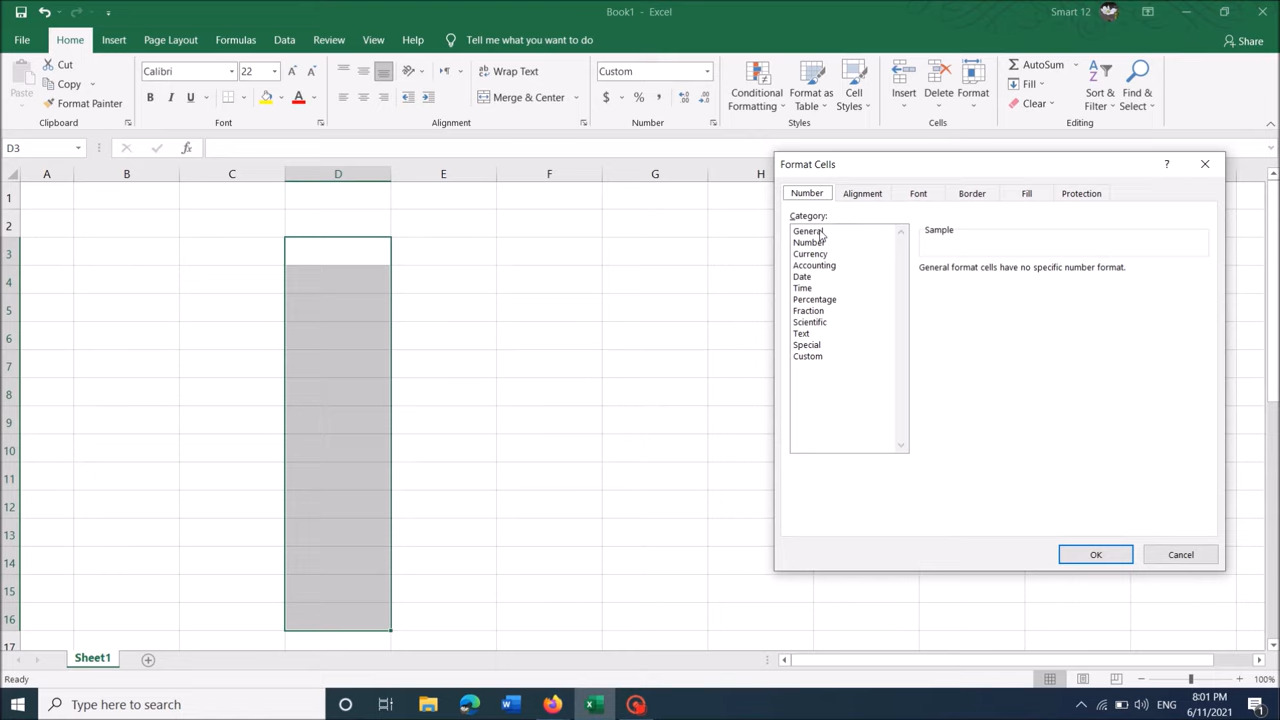 Book1 - Excel
Smart 12
File Home Insert Page Layout Formulas Data Review View Help Tell me what you want to do Share
Paste
Cut
Copy
Format Painter
Clipboard
Calibri 22
B I U A
Font
Wrap Text
Merge & Center
Alignment
Custom
$ % ,
Number
Conditional Formatting
Format as Table
Cell Styles
Styles
Insert Delete Format
Cells
AutoSum
Fill
Clear
Sort & Filter
Find & Select
Editing
D3
fx
A B C D E F G H
1
2
3
4
5
6
7
8
9
10
11
12
13
14
15
16
17
Format Cells ?
Number Alignment Font Border Fill Protection
Category:
General
Number
Currency
Accounting
Date
Time
Percentage
Fraction
Scientific
Text
Special
Custom
Sample
General format cells have no specific number format.
OK Cancel
Sheet1
Ready
100%
Type here to search
ENG
8:01 PM
6/11/2021
1